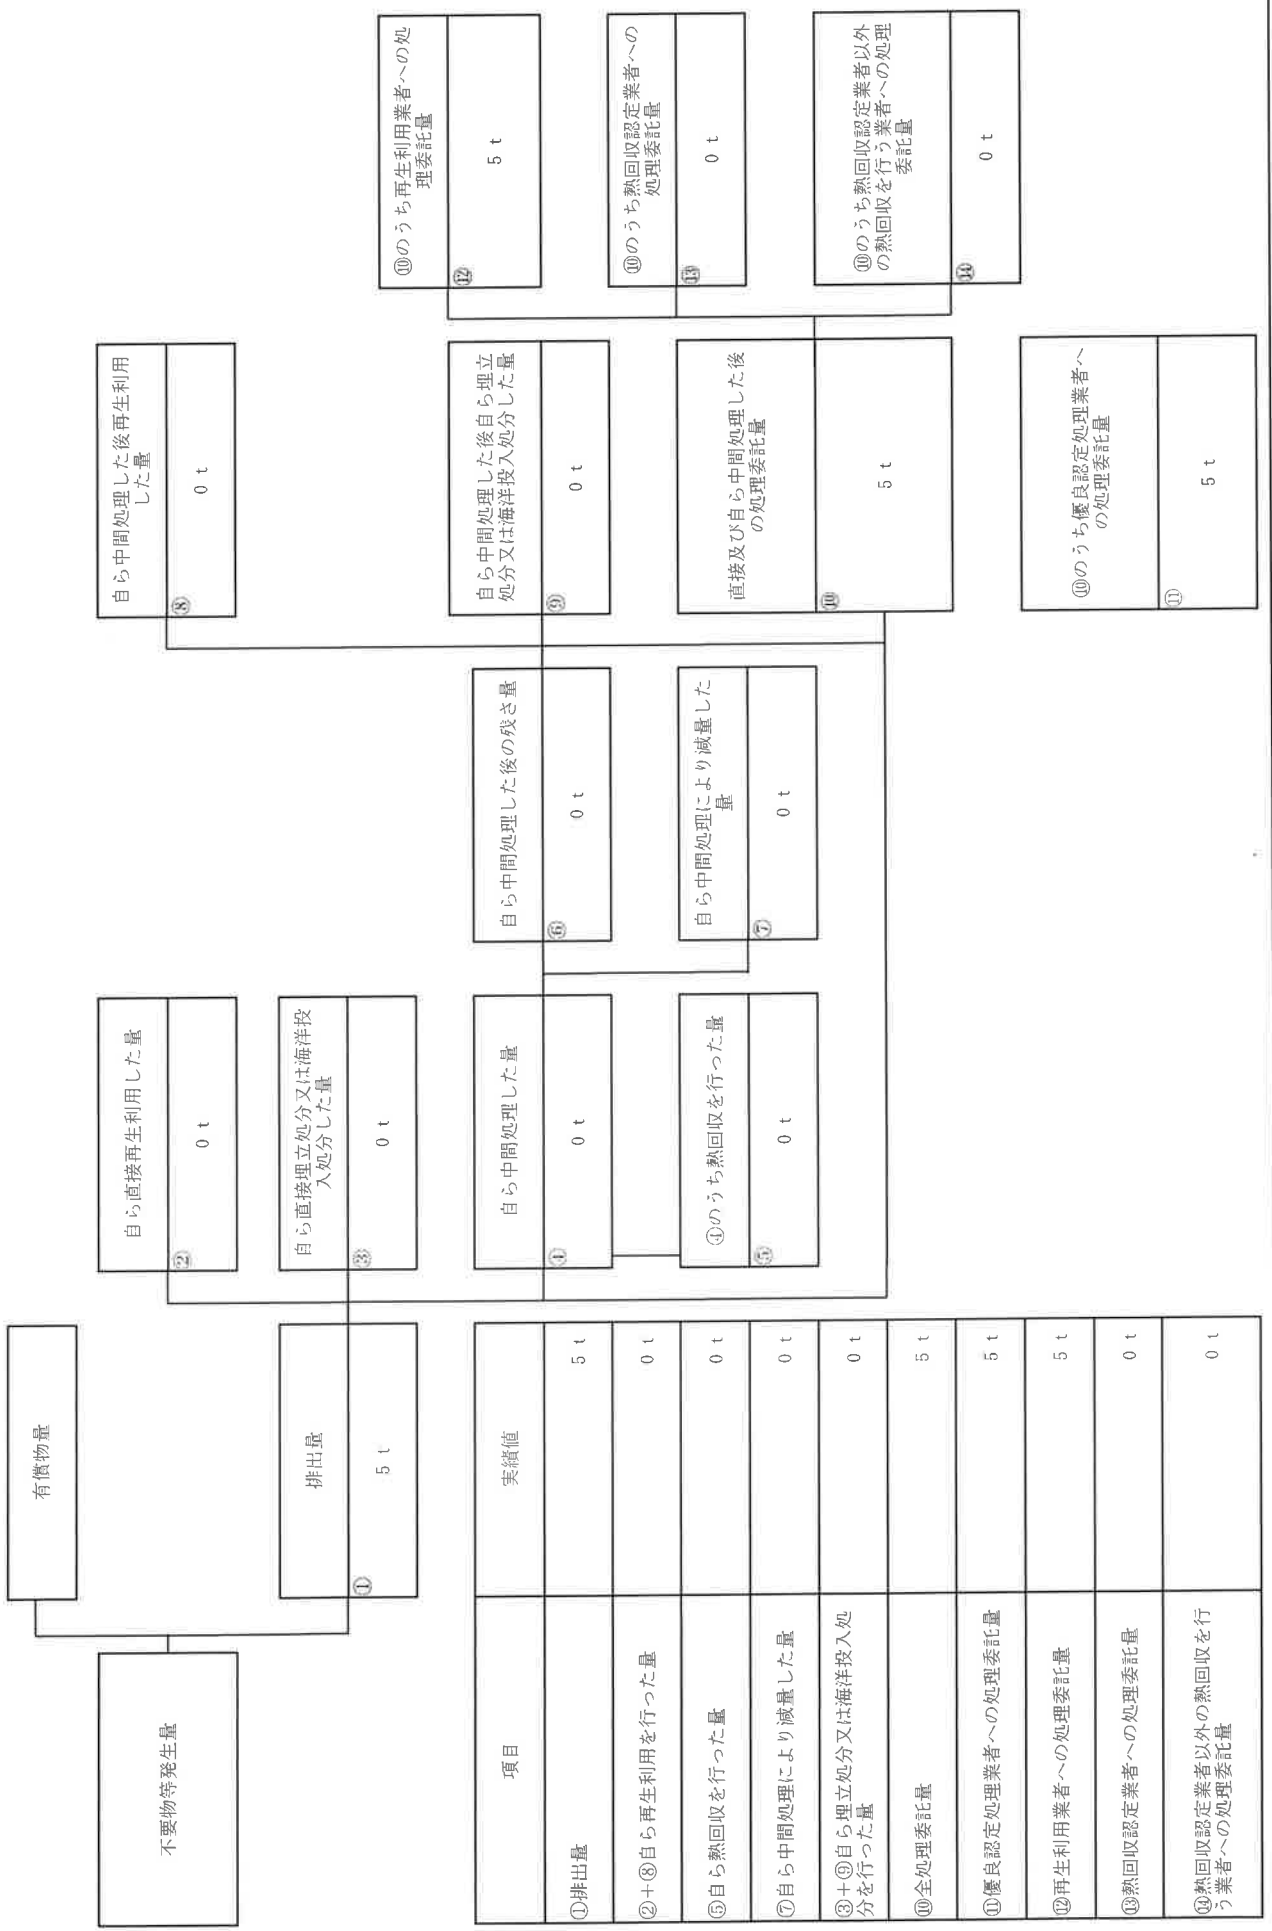 不要物等発生量
有償物量
排出量
①
5 t
自ら直接再生利用した量
②
0 t
自ら直接埋立処分又は海洋投
入処分した量
③
0 t
自ら中間処理した量
④
0 t
④のうち熱回収を行った量
⑤
0 t
自ら中間処理した後の残さ量
⑥
0 t
自ら中間処理により減量した
量
⑦
0 t
自ら中間処理した後再生利用
した量
⑧
0 t
自ら中間処理した後自ら埋立
処分又は海洋投入処分した量
⑨
0 t
直接及び自ら中間処理した後
の処理委託量
⑩
5 t
⑩のうち優良認定処理業者へ
の処理委託量
⑪
5 t
⑩のうち再生利用業者への処
理委託量
⑫
5 t
⑩のうち熱回収認定業者への
処理委託量
⑬
0 t
⑩のうち熱回収認定業者以外
の熱回収を行う業者への処理
委託量
⑭
0 t
項目 実績値
①排出量 5 t
②+⑧自ら再生利用を行った量 0 t
⑤自ら熱回収を行った量 0 t
⑦自ら中間処理により減量した量 0 t
③+⑨自ら埋立処分又は海洋投入処
分を行った量 0 t
⑩全処理委託量 5 t
⑪優良認定処理業者への処理委託量 5 t
⑫再生利用業者への処理委託量 5 t
⑬熱回収認定業者への処理委託量 0 t
⑭熱回収認定業者以外の熱回収を行
う業者への処理委託量 0 t